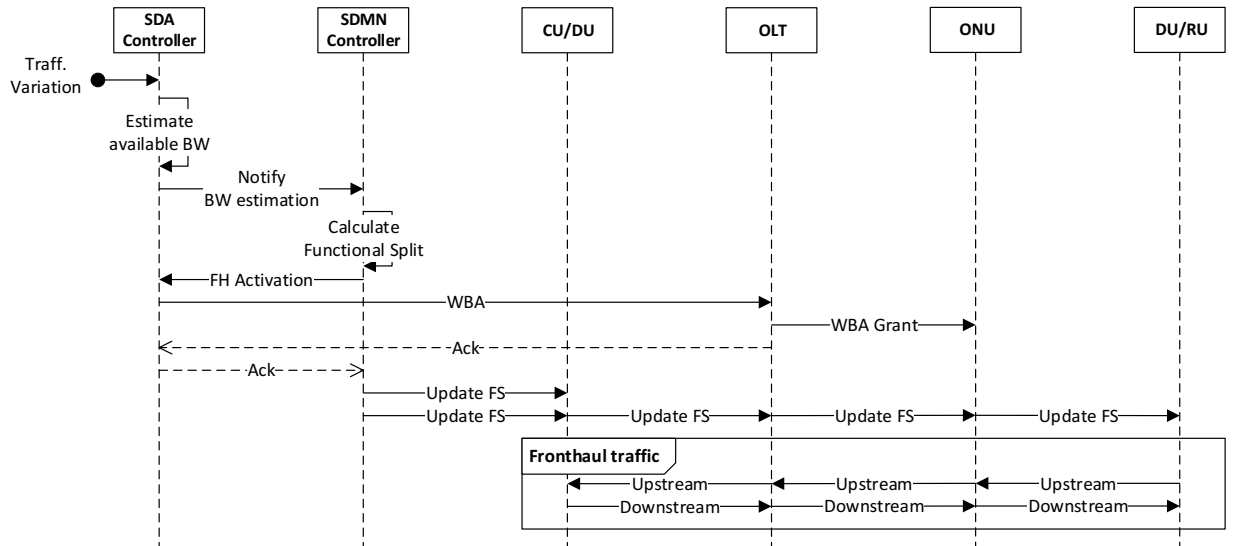 SDA
Controller
SDMN
Controller
CU/DU
OLT
ONU
DU/RU
Traff.
Variation
Estimate
available BW
Notify
BW estimation
Calculate
Functional Split
FH Activation
WBA
WBA Grant
Ack
Ack
Update FS
Update FS
Update FS
Update FS
Update FS
Fronthaul traffic
Upstream
Upstream
Upstream
Downstream
Downstream
Downstream